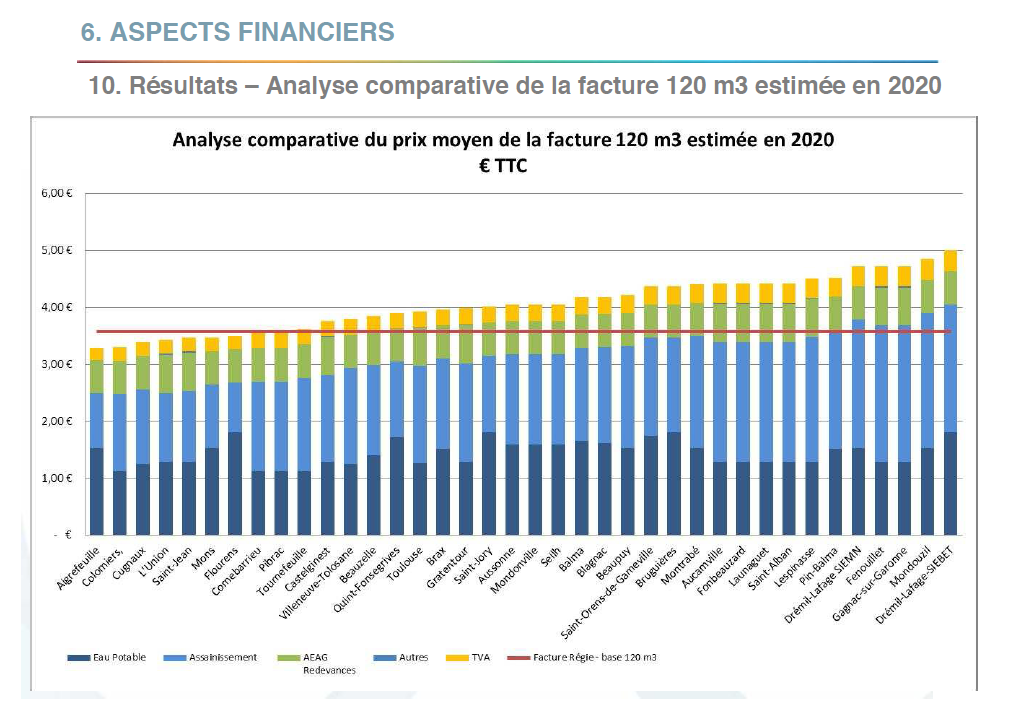 6. ASPECTS FINANCIERS
10. Résultats – Analyse comparative de la facture 120 m3 estimée en 2020
Analyse comparative du prix moyen de la facture 120 m3 estimée en 2020
€ TTC
6,00 €
5,00 €
4,00 €
3,00 €
2,00 €
1,00 €
- €
Aigrefeuille
Colomiers,
Cugnaux
L'Union
Saint-Jean
Mons
Flourens
Cornebarrieu
Pibrac
Tournefeuille
Castelginest
Villeneuve-Tolosane
Beauzelle
Quint-Fonsegrives
Toulouse
Brax
Gratentour
Saint-Jory
Aussonne
Mondonville
Seilh
Balma
Blagnac
Beaupuy
Saint-Orens-de-Gameville
Bruguières
Montrabé
Aucamville
Fonbeauzard
Launaguet
Saint-Alban
Lespinasse
Pin-Balma
Drémil-Lafage SIEMN
Fenouillet
Gagnac-sur-Garonne
Mondouzil
Drémil-Lafage-SIEBET
Eau Potable
Assainissement
AEAG
Redevances
Autres
TVA
Facture Régie - base 120 m3